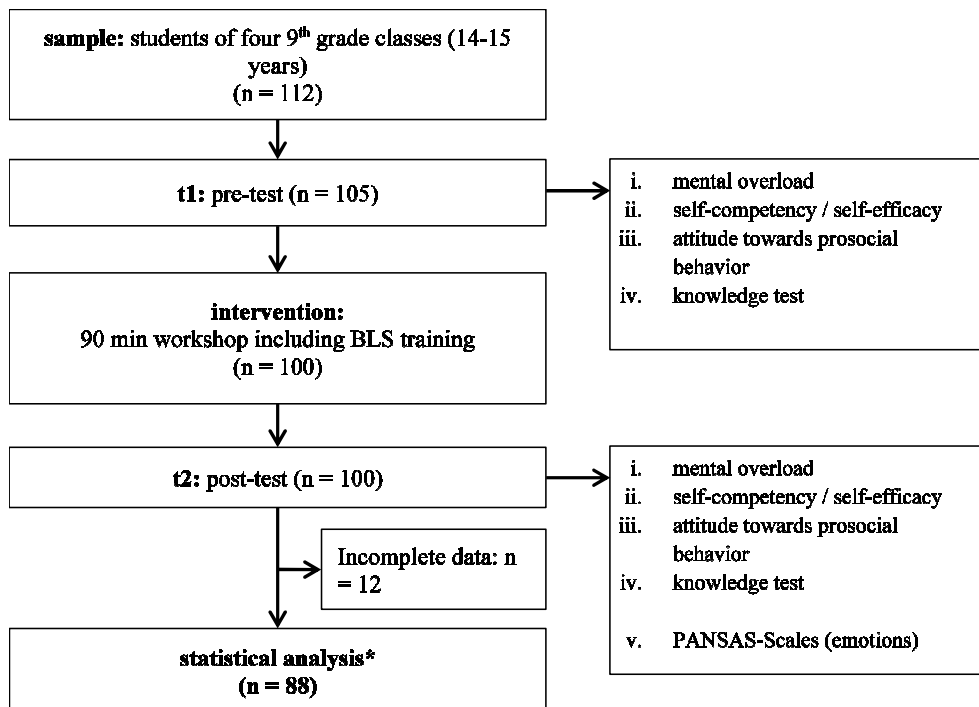 sample: students of four 9th grade classes (14-15
years)
(n = 112)
t1: pre-test (n = 105)
i. mental overload
ii. self-competency / self-efficacy
iii. attitude towards prosocial
behavior
iv. knowledge test
intervention:
90 min workshop including BLS training
(n = 100)
t2: post-test (n = 100)
i. mental overload
ii. self-competency / self-efficacy
iii. attitude towards prosocial
behavior
iv. knowledge test
v. PANSAS-Scales (emotions)
Incomplete data: n
= 12
statistical analysis*
(n = 88)